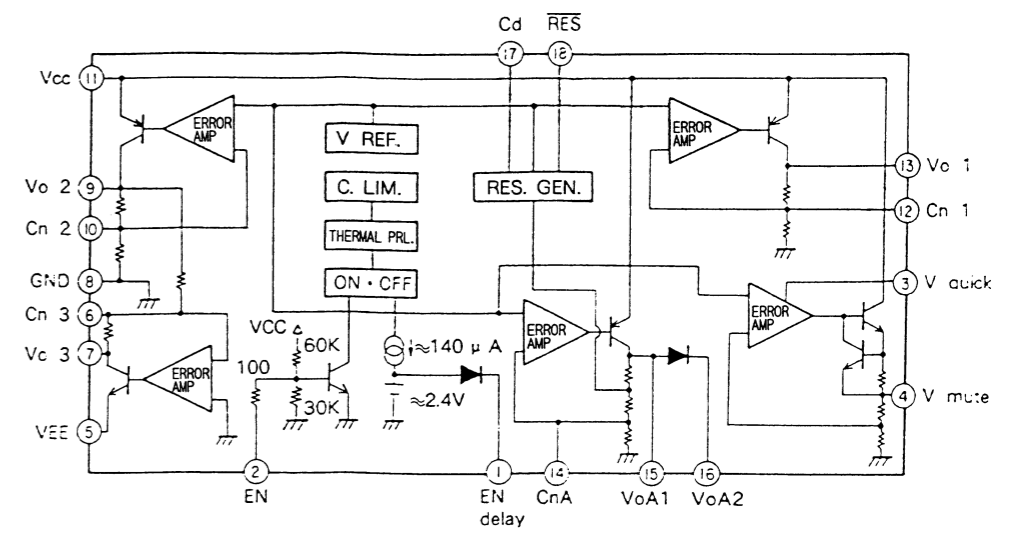 Cd
RES
17
18
Vcc 11
ERROR AMP
V REF.
ERROR AMP
13 Vo 1
Vo 2 9
C. LIM.
RES. GEN.
12 Cn 1
Cn 2 10
THERMAL PRL.
GND 8
ON・OFF
3 V quick
Cn 3 6
VCC
ERROR AMP
ERROR AMP
60K
≈140 μ A
Vc 3 7
100
ERROR AMP
30K
≈2.4V
4 V mute
VEE 5
2
1
14
15
16
EN
EN delay
CnA
VoA1
VoA2